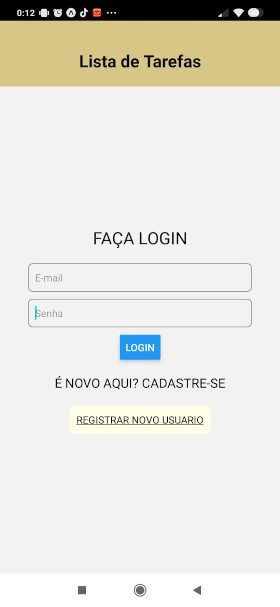 0:12
Lista de Tarefas
FAÇA LOGIN
E-mail
Senha
LOGIN
É NOVO AQUI? CADASTRE-SE
REGISTRAR NOVO USUARIO